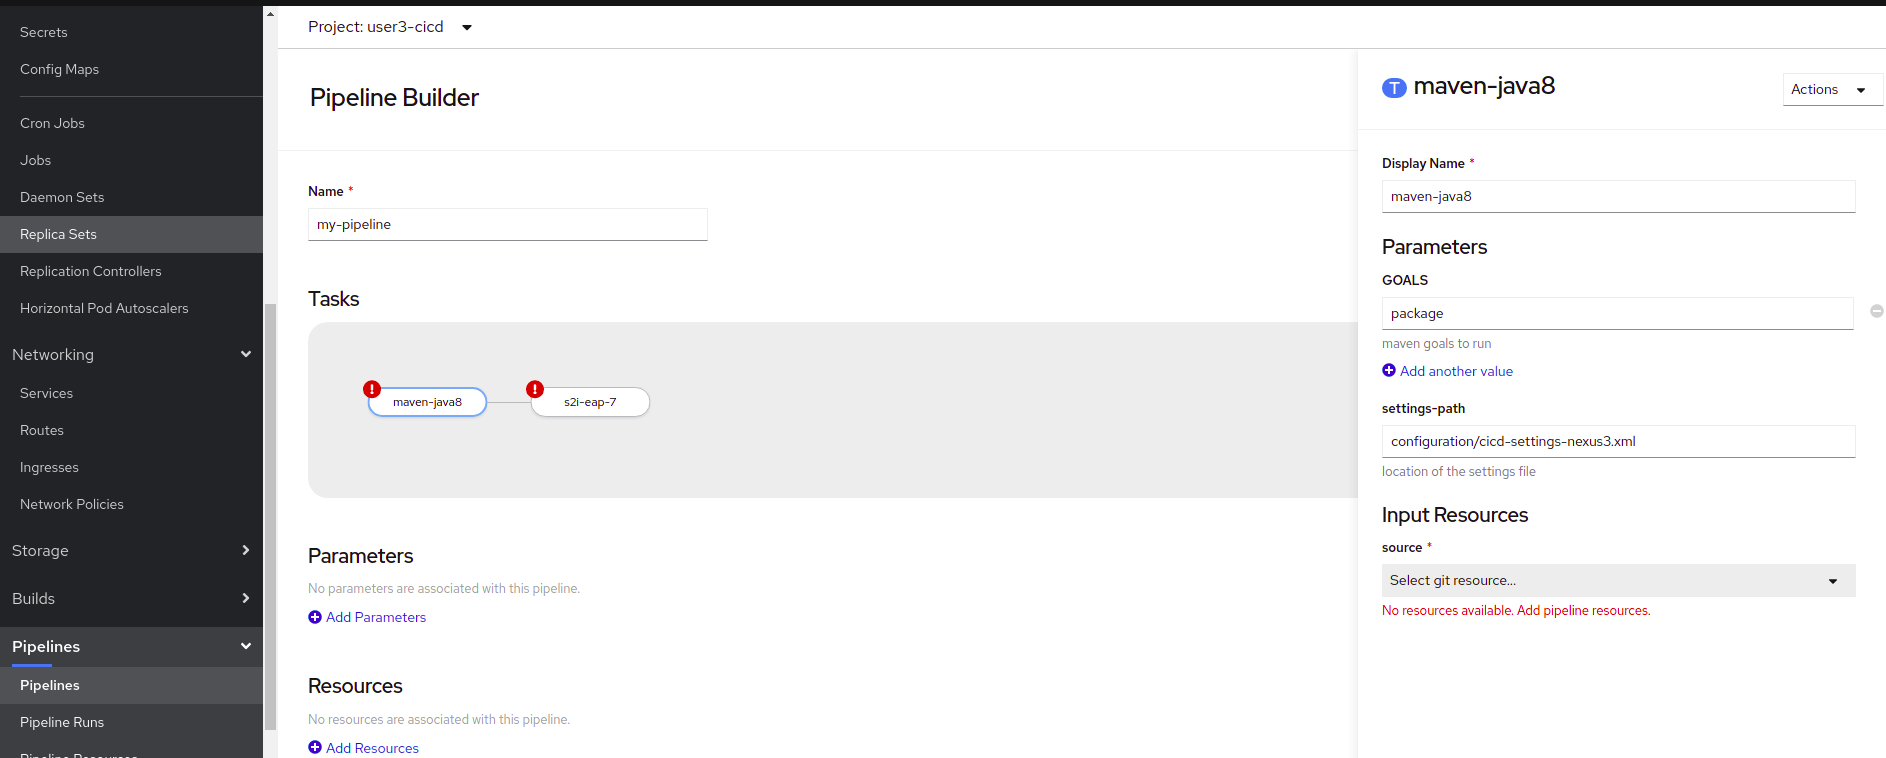 Secrets
Config Maps
Cron Jobs
Jobs
Daemon Sets
Replica Sets
Replication Controllers
Horizontal Pod Autoscalers
Networking
Services
Routes
Ingresses
Network Policies
Storage
Builds
Pipelines
Pipelines
Pipeline Runs
Pipeline Resources
Project: user3-cicd
Pipeline Builder
Name *
my-pipeline
Tasks
maven-java8
s2i-eap-7
Parameters
No parameters are associated with this pipeline.
Add Parameters
Resources
No resources are associated with this pipeline.
Add Resources
T maven-java8
Actions
Display Name *
maven-java8
Parameters
GOALS
package
maven goals to run
Add another value
settings-path
configuration/cicd-settings-nexus3.xml
location of the settings file
Input Resources
source *
Select git resource...
No resources available. Add pipeline resources.